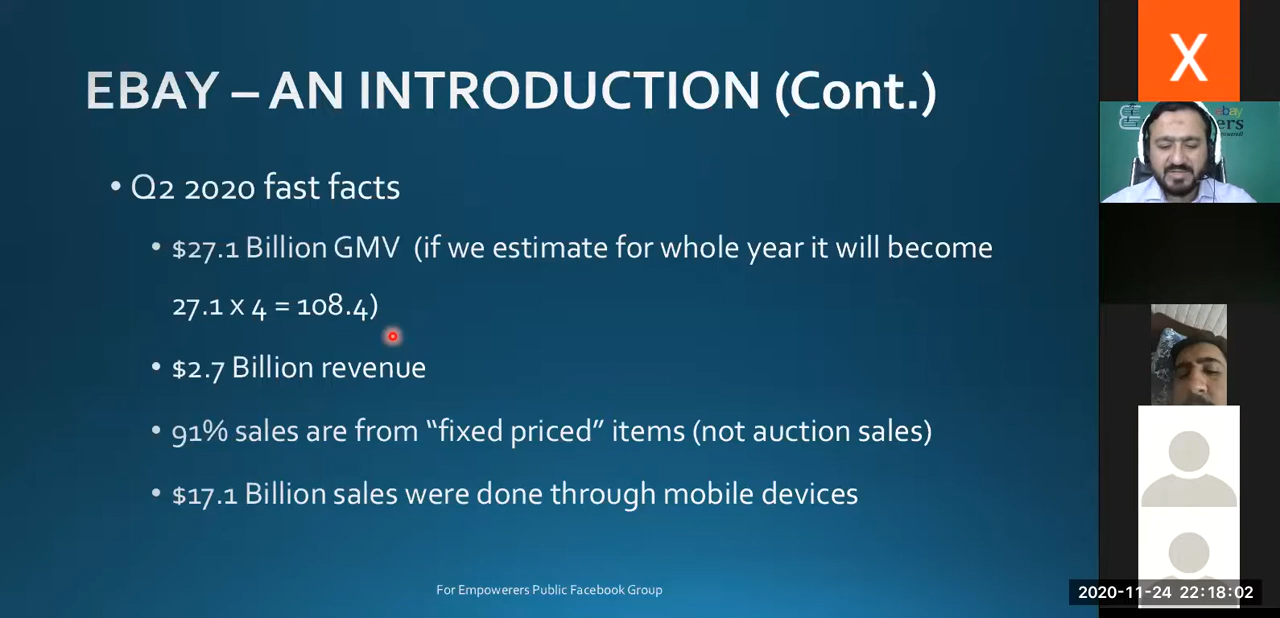 EBAY – AN INTRODUCTION (Cont.)
• Q2 2020 fast facts
• $27.1 Billion GMV (if we estimate for whole year it will become
27.1 x 4 = 108.4)
• $2.7 Billion revenue
• 91% sales are from “fixed priced” items (not auction sales)
• $17.1 Billion sales were done through mobile devices
For Empowerers Public Facebook Group
X
ebay
ers
2020-11-24 22:18:02